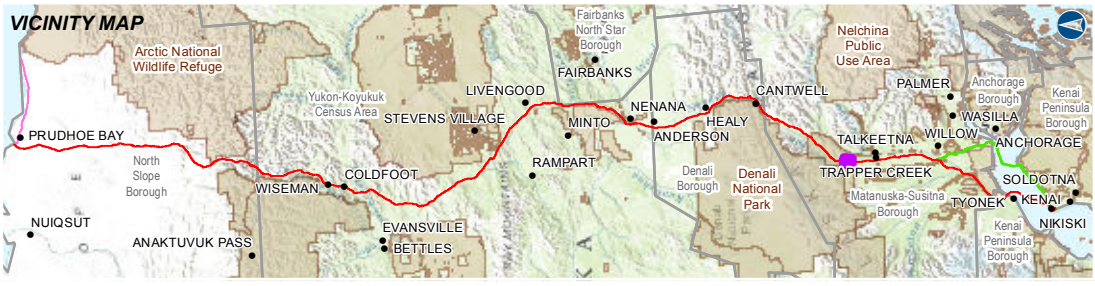 VICINITY MAP
Arctic National
Wildlife Refuge
Fairbanks
North Star
Borough
FAIRBANKS
Nelchina
Public
Use Area
PALMER
Anchorage
Borough
Kenai
Peninsula
Borough
LIVENGOOD
Yukon-Koyukuk
Census Area
STEVENS VILLAGE
MINTO
NENANA
ANDERSON
HEALY
CANTWELL
TALKEETNA
WILLOW
WASILLA
ANCHORAGE
PRUDHOE BAY
North
Slope
Borough
WISEMAN
COLDFOOT
RAMPART
Denali
Borough
Denali
National
Park
TRAPPER CREEK
Matanuska-Susitna
Borough
TYONEK
KENAI
SOLDOTNA
NIKISKI
NUIQSUT
ANAKTUVUK PASS
EVANSVILLE
BETTLES
Kenai
Peninsula
Borough